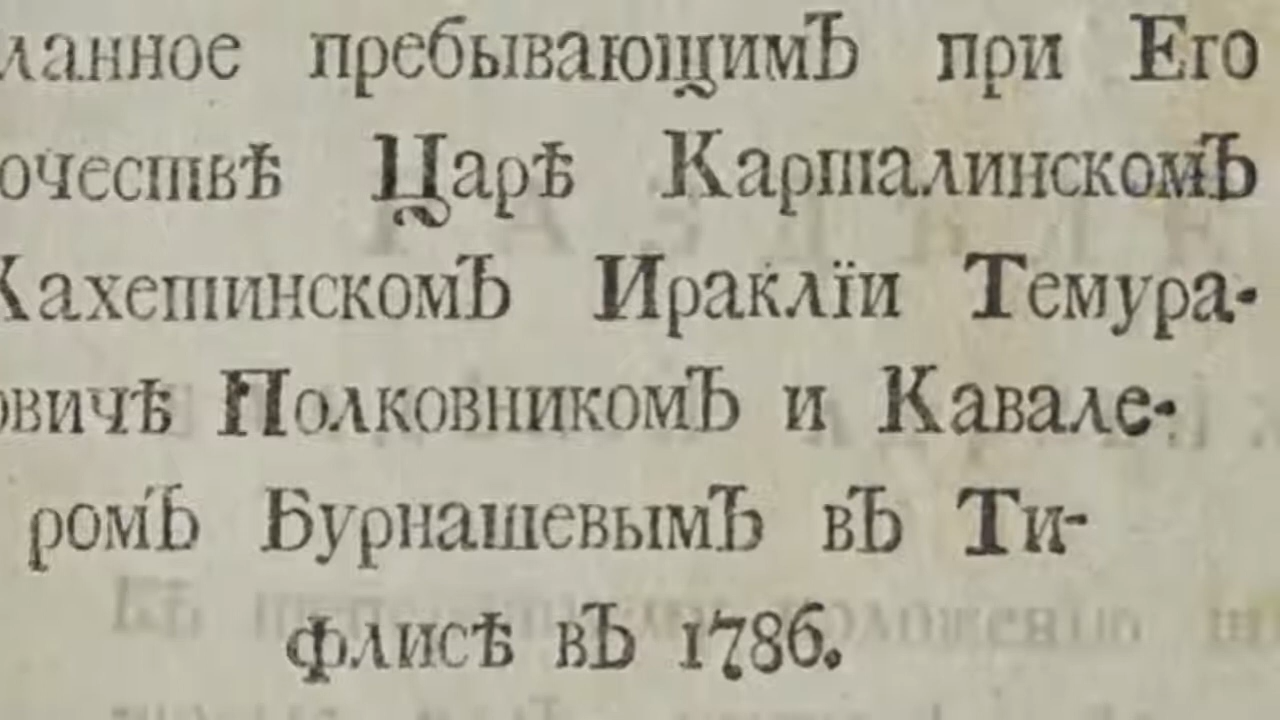 ланное пребывающимЪ при Его
очествѣ Царѣ КарталинскомЪ
КахетинскомЪ Ираклїи Темура-
овичѣ ПолковникомЪ и Кавале-
ромЪ БурнашевымЪ вЪ Ти-
флисѣ вЪ 1786.